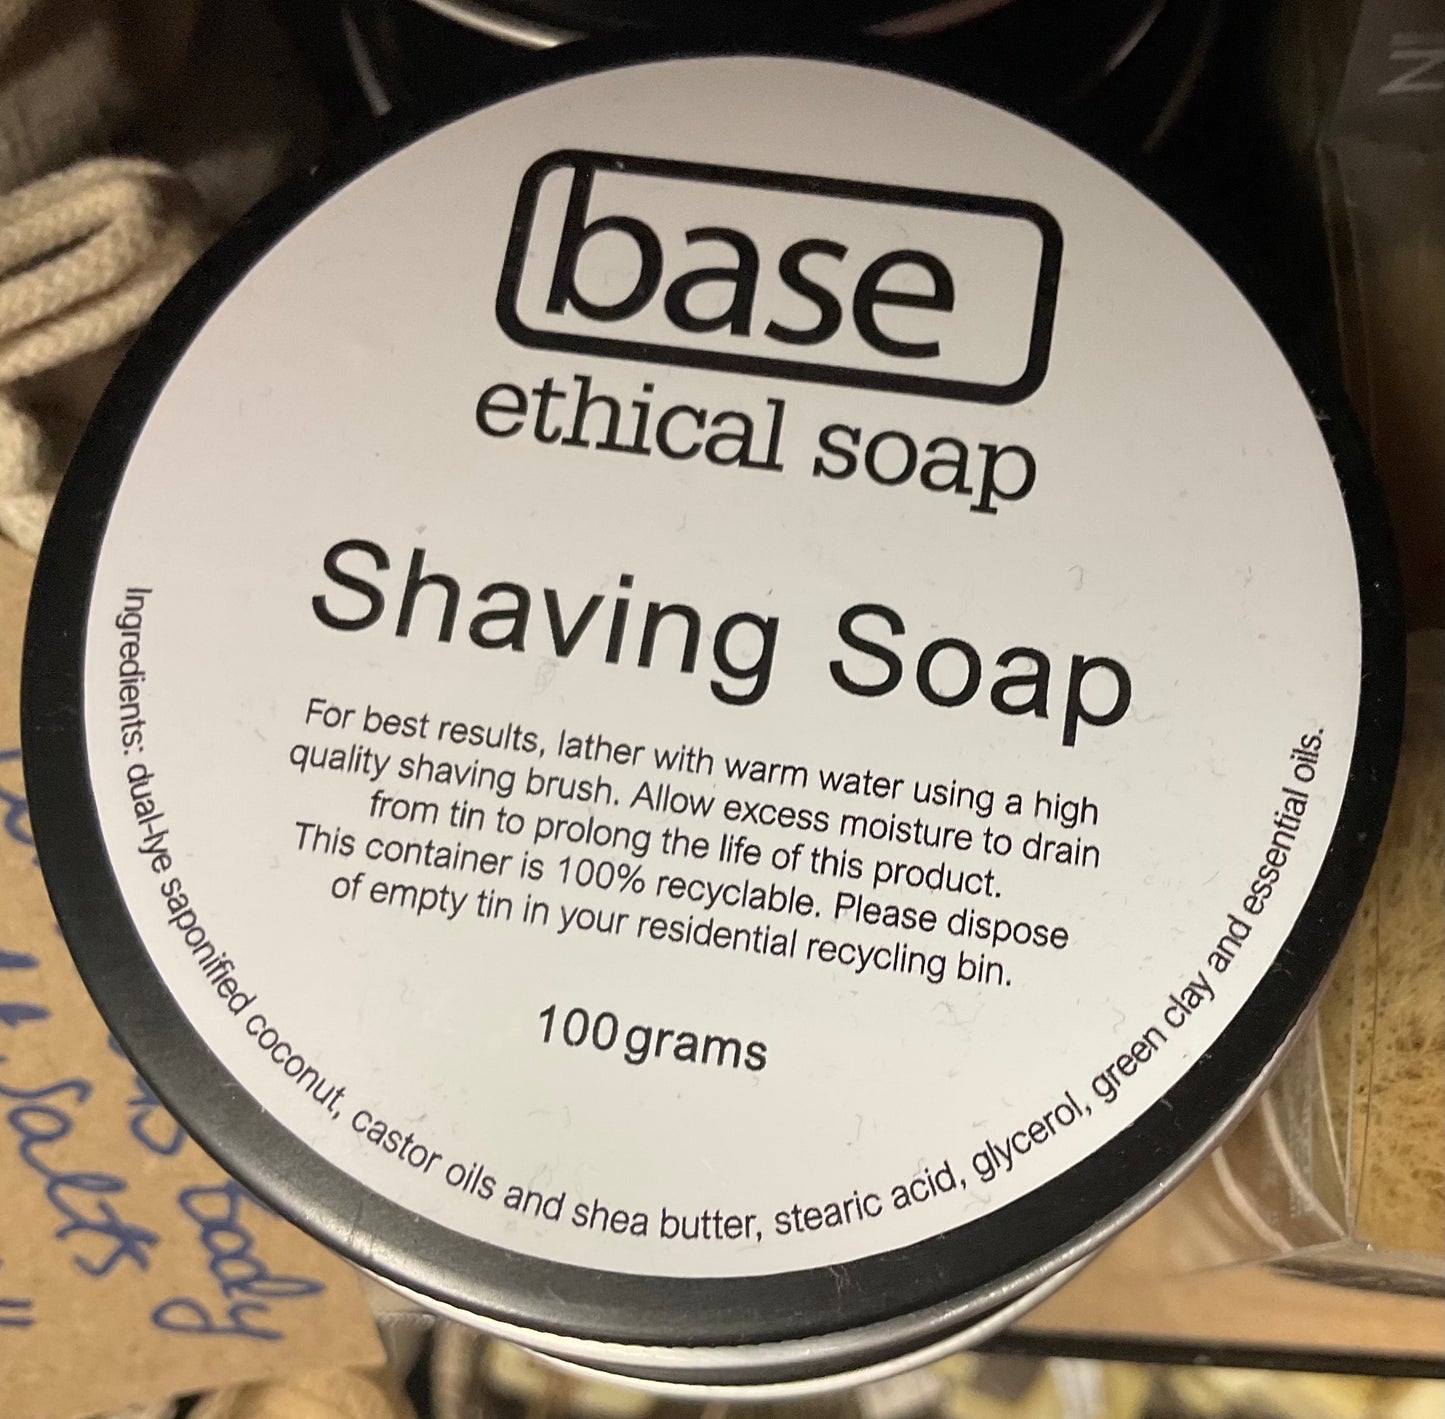 base
ethical soap
Shaving Soap
For best results, lather with warm water using a high
quality shaving brush. Allow excess moisture to drain
from tin to prolong the life of this product.
This container is 100% recyclable. Please dispose
of empty tin in your residential recycling bin.
100grams
Ingredients: dual-lye saponified coconut, castor oils and shea butter, stearic acid, glycerol, green clay and essential oils.
body
Salts